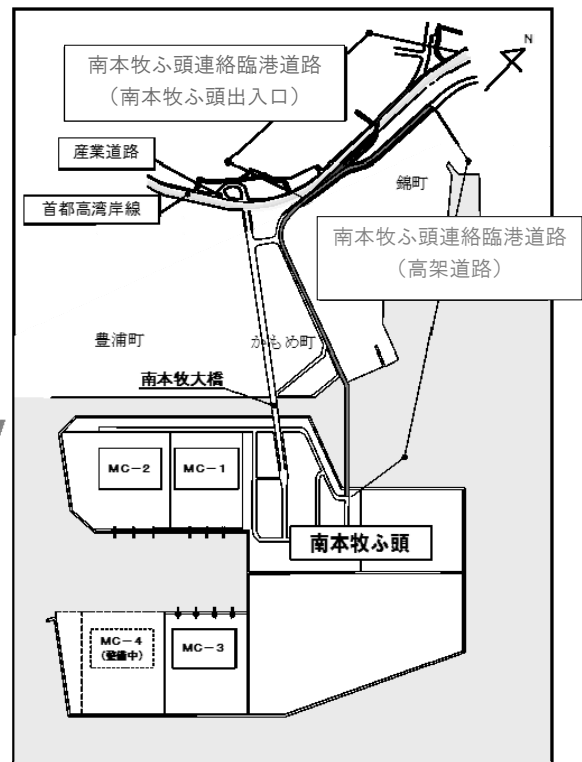 N
南本牧ふ頭連絡臨港道路
（南本牧ふ頭出入口）
産業道路
首都高湾岸線
錦町
南本牧ふ頭連絡臨港道路
（高架道路）
豊浦町
かもめ町
南本牧大橋
MC－2
MC－1
南本牧ふ頭
MC－4
(整備中)
MC－3